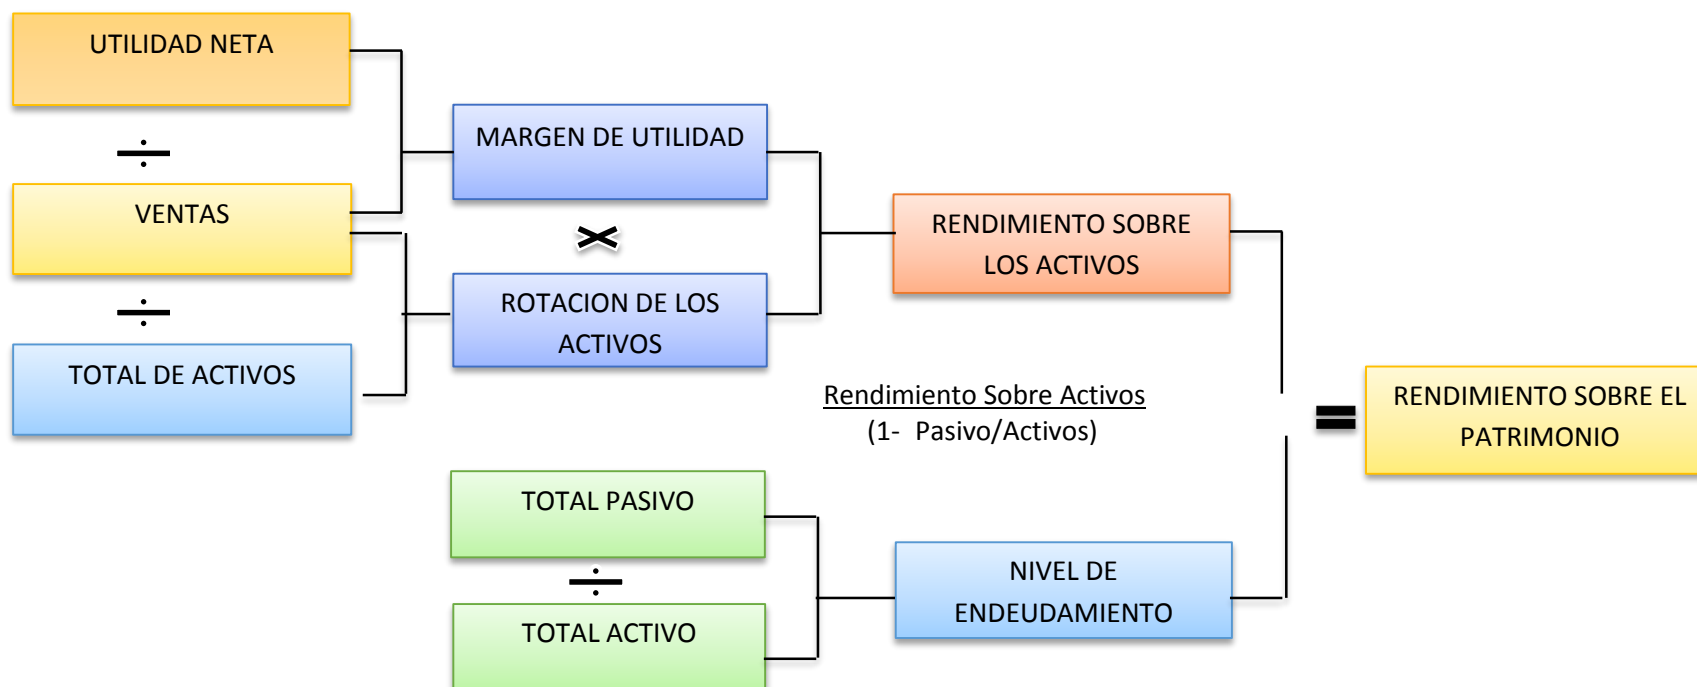 UTILIDAD NETA
÷
VENTAS
÷
TOTAL DE ACTIVOS
MARGEN DE UTILIDAD
×
ROTACION DE LOS
ACTIVOS
RENDIMIENTO SOBRE
LOS ACTIVOS
Rendimiento Sobre Activos
(1- Pasivo/Activos)
TOTAL PASIVO
÷
TOTAL ACTIVO
NIVEL DE
ENDEUDAMIENTO
=
RENDIMIENTO SOBRE EL
PATRIMONIO